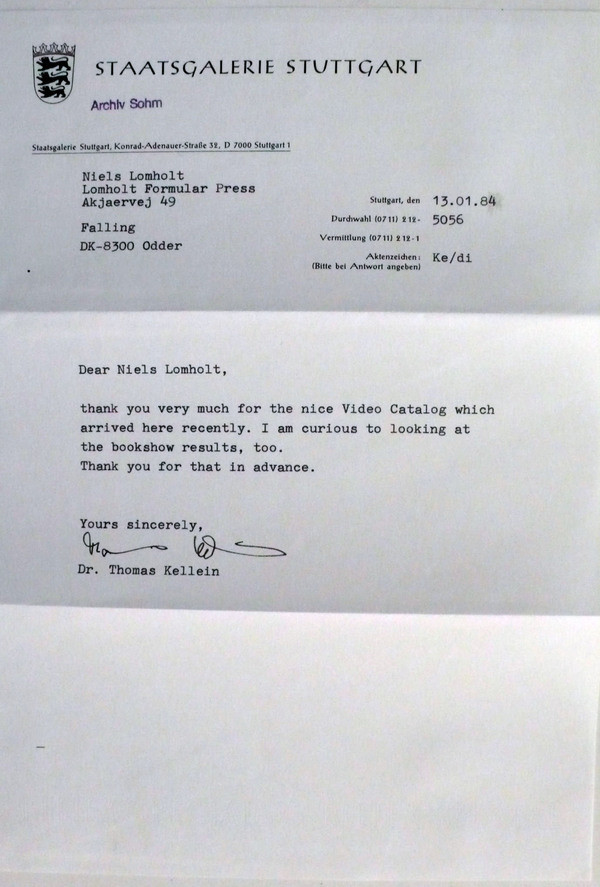 STAATSGALERIE STUTTGART
Archiv Sohm
Staatsgalerie Stuttgart, Konrad-Adenauer-Straße 32, D 7000 Stuttgart 1
Niels Lomholt
Lomholt Formular Press
Akjaervej 49
Falling
DK-8300 Odder
Stuttgart, den 13.01.84
Durchwahl (0711) 212- 5056
Vermittlung (0711) 212-1
Aktenzeichen: Ke/di
(Bitte bei Antwort angeben)
Dear Niels Lomholt,
thank you very much for the nice Video Catalog which
arrived here recently. I am curious to looking at
the bookshow results, too.
Thank you for that in advance.
Yours sincerely,
Dr. Thomas Kellein